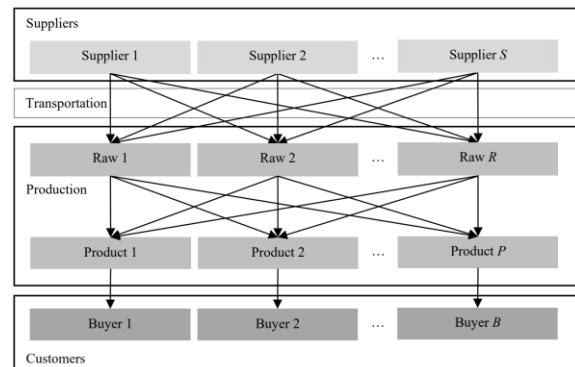 Suppliers
Supplier 1 Supplier 2 … Supplier S
Transportation
Raw 1 Raw 2 … Raw R
Production
Product 1 Product 2 … Product P
Buyer 1 Buyer 2 … Buyer B
Customers